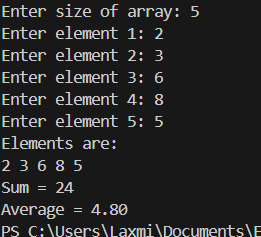 Enter size of array: 5
Enter element 1: 2
Enter element 2: 3
Enter element 3: 6
Enter element 4: 8
Enter element 5: 5
Elements are:
2 3 6 8 5
Sum = 24
Average = 4.80
PS C:\Users\Laxmi\Documents\E